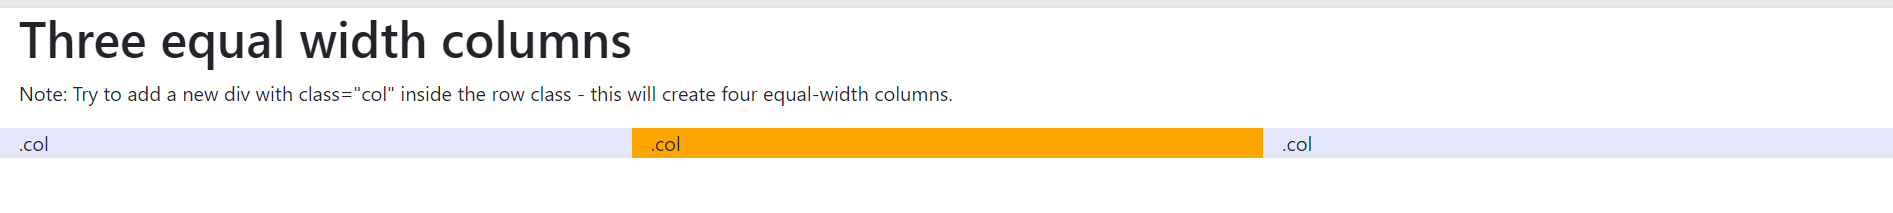 Three equal width columns
Note: Try to add a new div with class="col" inside the row class - this will create four equal-width columns.
.col .col .col